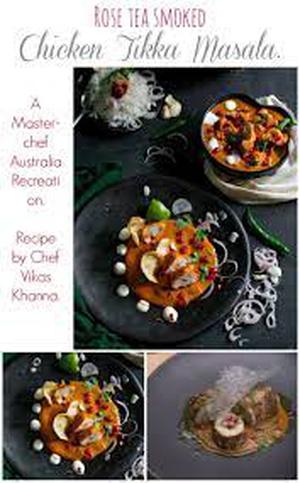 Rose tea smoked
Chicken Tikka Masala.
A
Master-
chef
Australia
Recreati
on.
Recipe
by Chef
Vikas
Khanna.